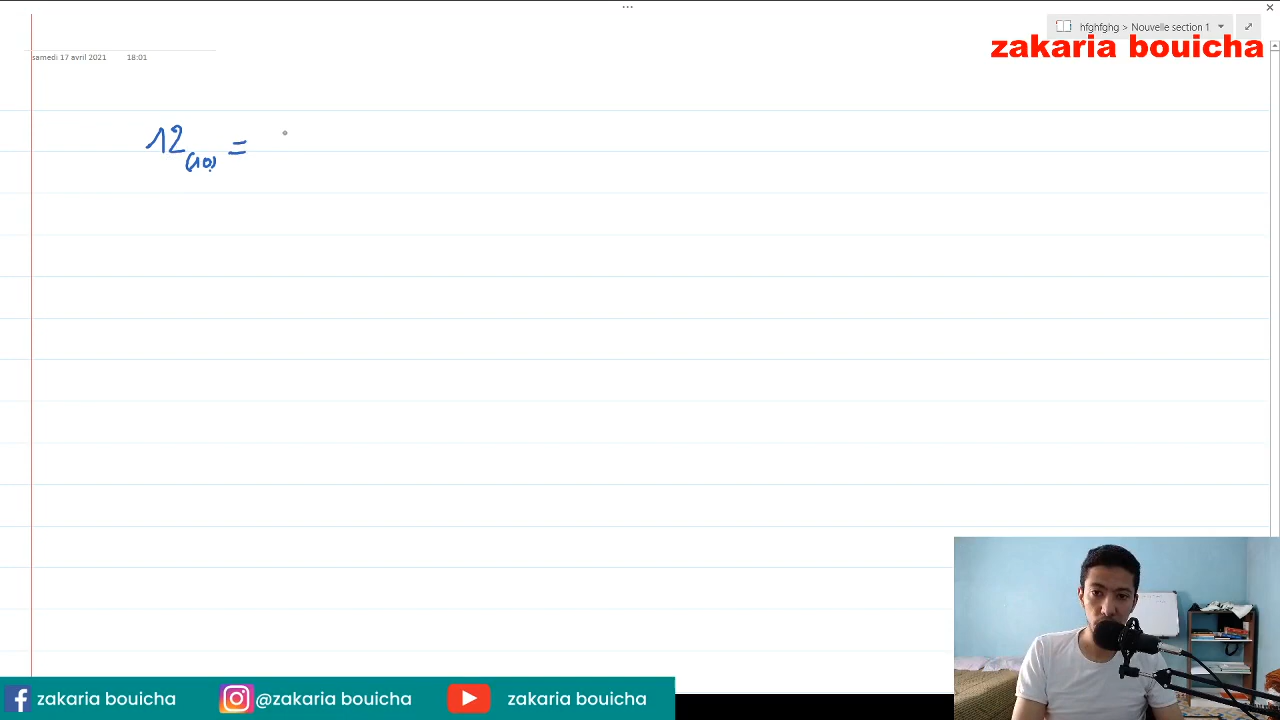 hfghfghg > Nouvelle section 1
zakaria bouicha
samedi 17 avril 2021 18:01
12(10) =
zakaria bouicha @zakaria bouicha zakaria bouicha